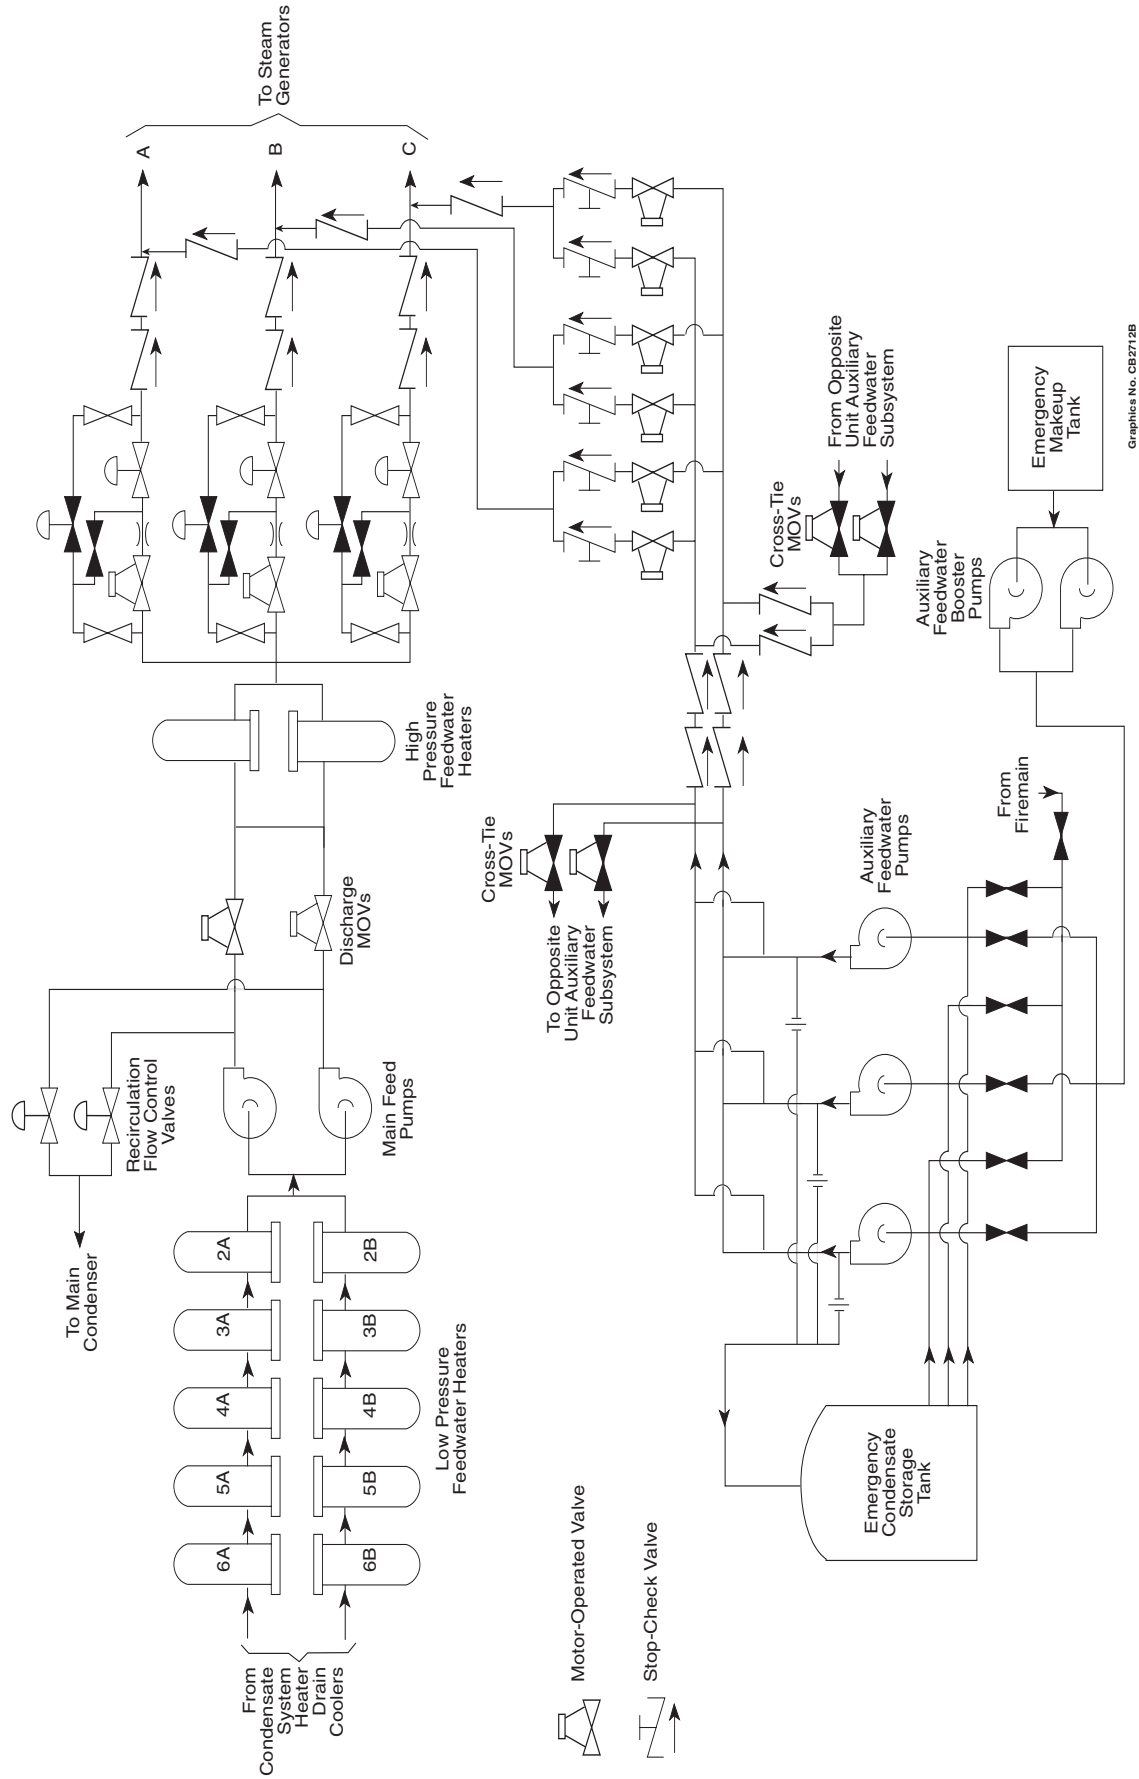 To Steam
Generators
A
B
C
High
Pressure
Feedwater
Heaters
Discharge
MOVs
Recirculation
Flow Control
Valves
Main Feed
Pumps
To Main
Condenser
2A
3A
4A
5A
6A
2B
3B
4B
5B
6B
Low Pressure
Feedwater Heaters
From
Condensate
System
Heater
Drain
Coolers
From Opposite
Unit Auxiliary
Feedwater
Subsystem
Cross-Tie
MOVs
Cross-Tie
MOVs
To Opposite
Unit Auxiliary
Feedwater
Subsystem
Emergency
Makeup
Tank
Auxiliary
Feedwater
Booster
Pumps
From
Firemain
Auxiliary
Feedwater
Pumps
Emergency
Condensate
Storage
Tank
Motor-Operated Valve
Stop-Check Valve
Graphics No. CB2712B